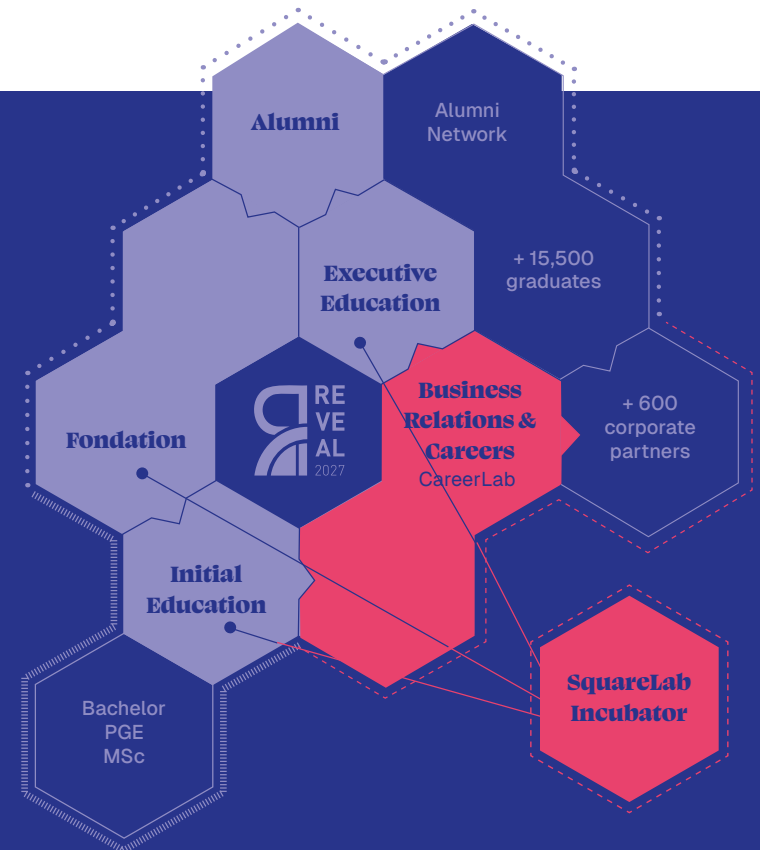 Alumni
Alumni
Network
Executive
Education
+ 15,500
graduates
Business
Relations &
Careers
CareerLab
+ 600
corporate
partners
Fondation
RE
VE
AL
2027
Initial
Education
SquareLab
Incubator
Bachelor
PGE
MSc